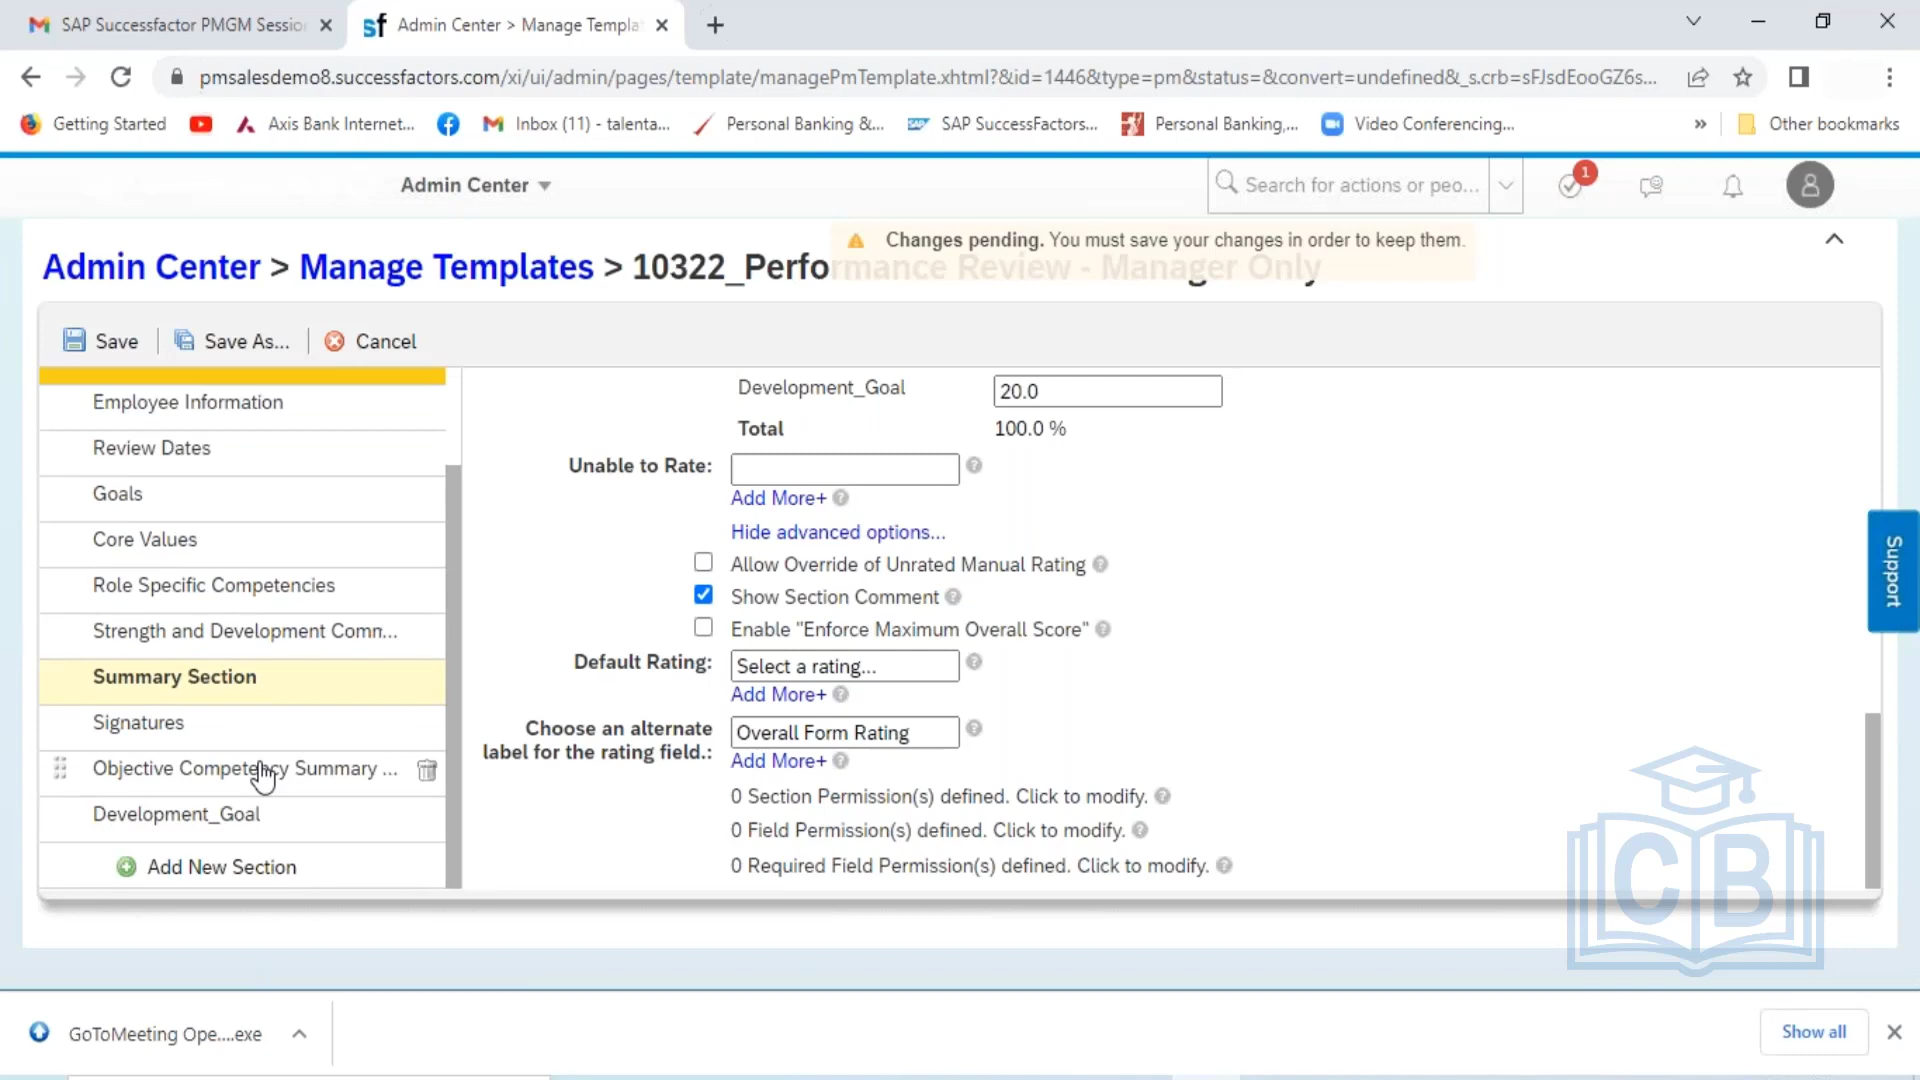 SAP Successfactor PMGM Sessio
sf Admin Center > Manage Templa
pmsalesdemo8.successfactors.com/xi/ui/admin/pages/template/managePmTemplate.xhtml?&id=1446&type=pm&status=&convert=undefined&_s.crb=sFJsdEooGZ6s...
Getting Started
Axis Bank Internet...
Inbox (11) - talenta...
Personal Banking &...
SAP SuccessFactors...
Personal Banking,...
Video Conferencing...
»
Other bookmarks
Admin Center
Search for actions or peo...
1
Changes pending. You must save your changes in order to keep them.
Admin Center > Manage Templates > 10322_Performance Review - Manager Only
Save
Save As...
Cancel
Employee Information
Review Dates
Goals
Core Values
Role Specific Competencies
Strength and Development Comn...
Summary Section
Signatures
Objective Competency Summary ...
Development_Goal
Add New Section
Development_Goal 20.0
Total 100.0 %
Unable to Rate:
Add More+
Hide advanced options...
Allow Override of Unrated Manual Rating
Show Section Comment
Enable "Enforce Maximum Overall Score"
Default Rating: Select a rating...
Add More+
Choose an alternate label for the rating field.: Overall Form Rating
Add More+
0 Section Permission(s) defined. Click to modify.
0 Field Permission(s) defined. Click to modify.
0 Required Field Permission(s) defined. Click to modify.
Support
CB
GoToMeeting Ope....exe
Show all